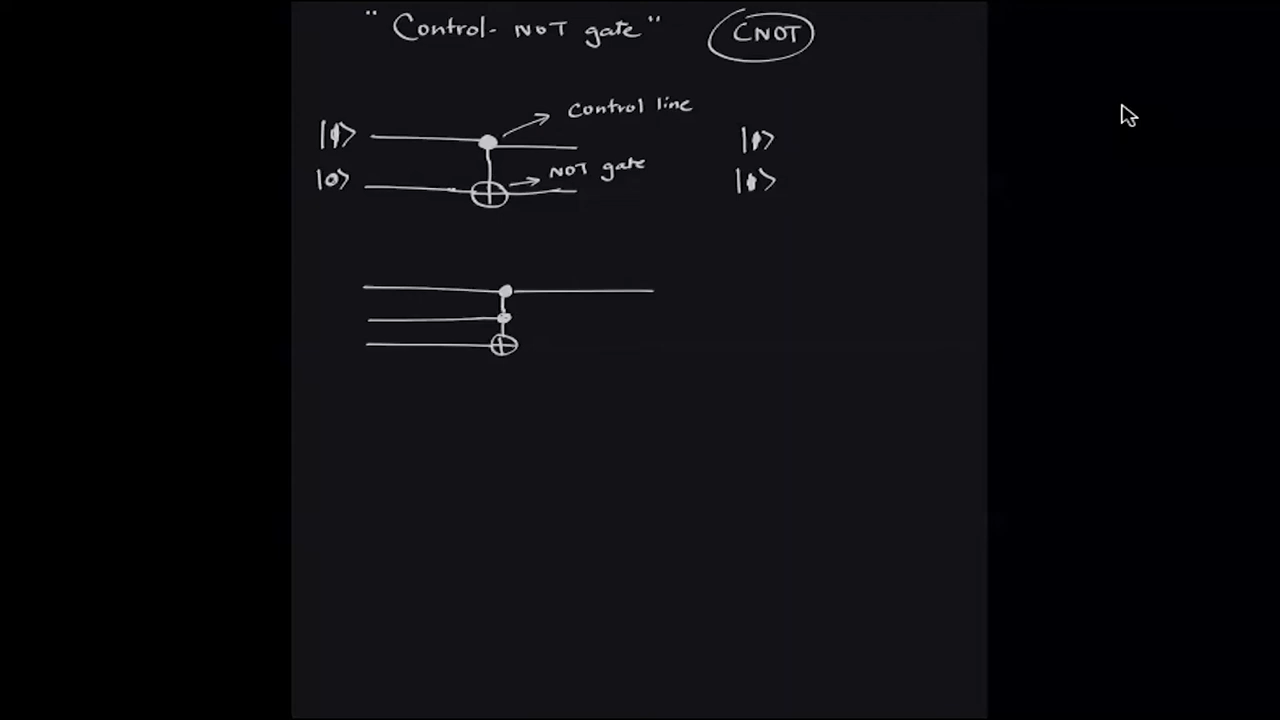 "Control- NOT gate" CNOT
Control line
|1⟩ |1⟩
NOT gate
|0⟩ |1⟩